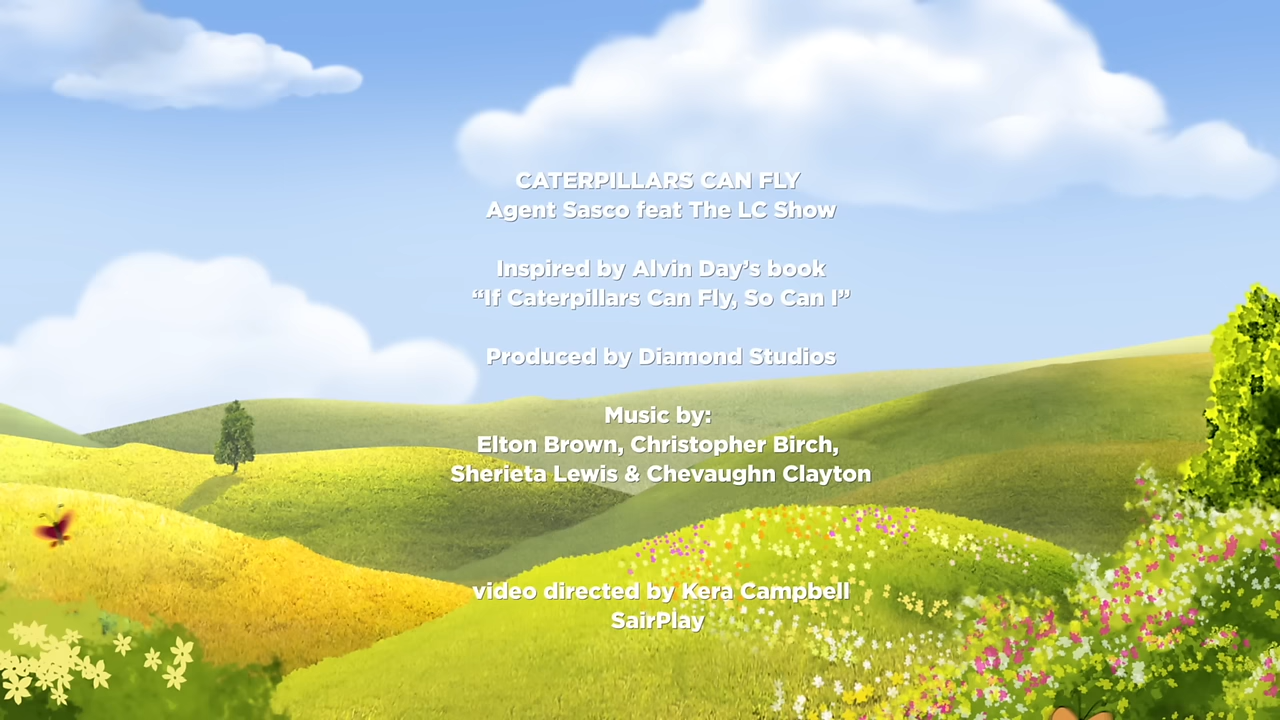 CATERPILLARS CAN FLY
Agent Sasco feat The LC Show
Inspired by Alvin Day’s book
“If Caterpillars Can Fly, So Can I”
Produced by Diamond Studios
Music by:
Elton Brown, Christopher Birch,
Sherieta Lewis & Chevaughn Clayton
video directed by Kera Campbell
SairPlay